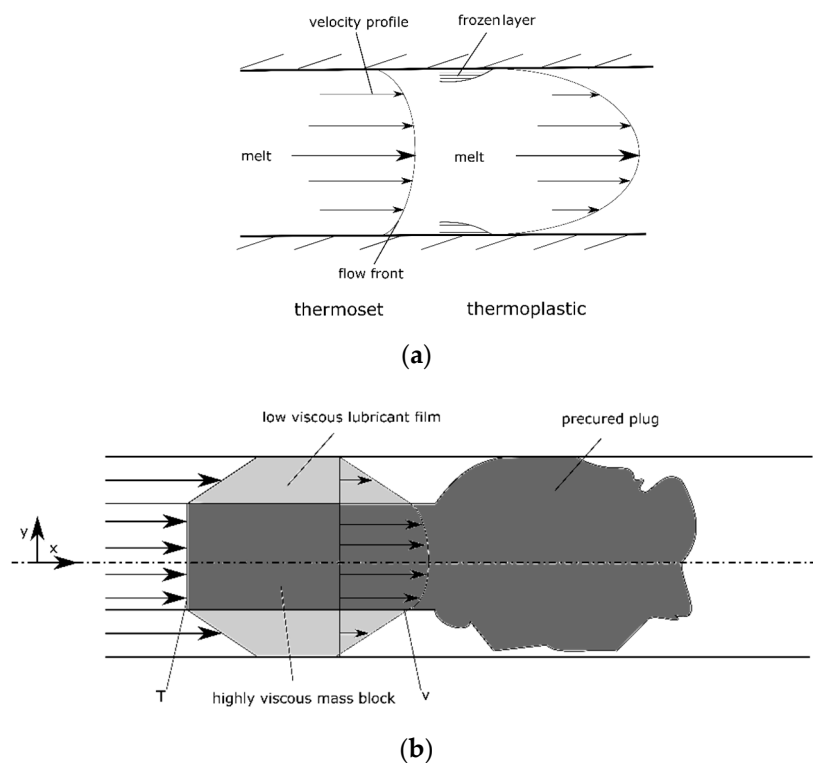 velocity profile
frozen layer
melt
melt
flow front
thermoset
thermoplastic
(a)
low viscous lubricant film
precured plug
y
x
T
highly viscous mass block
v
(b)